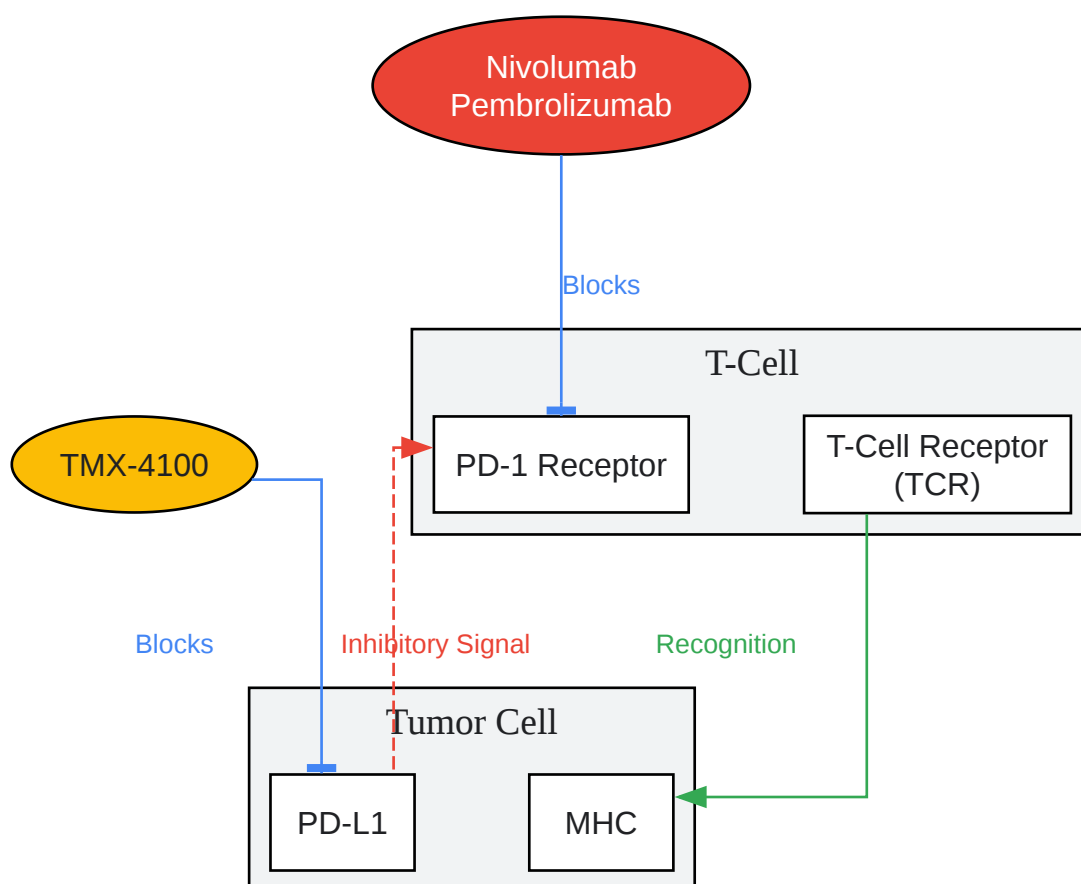 Nivolumab
Pembrolizumab
Blocks
T-Cell
TMX-4100
PD-1 Receptor
T-Cell Receptor
(TCR)
Blocks
Inhibitory Signal
Recognition
Tumor Cell
PD-L1
MHC